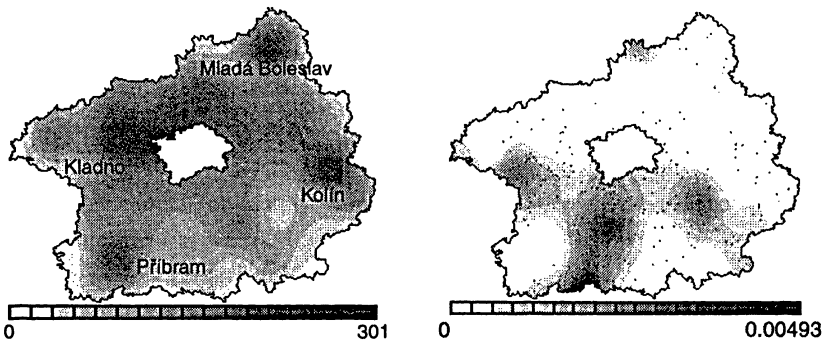 Mladá Boleslav
Kladno
Kolín
Příbram
0 301
0 0.00493